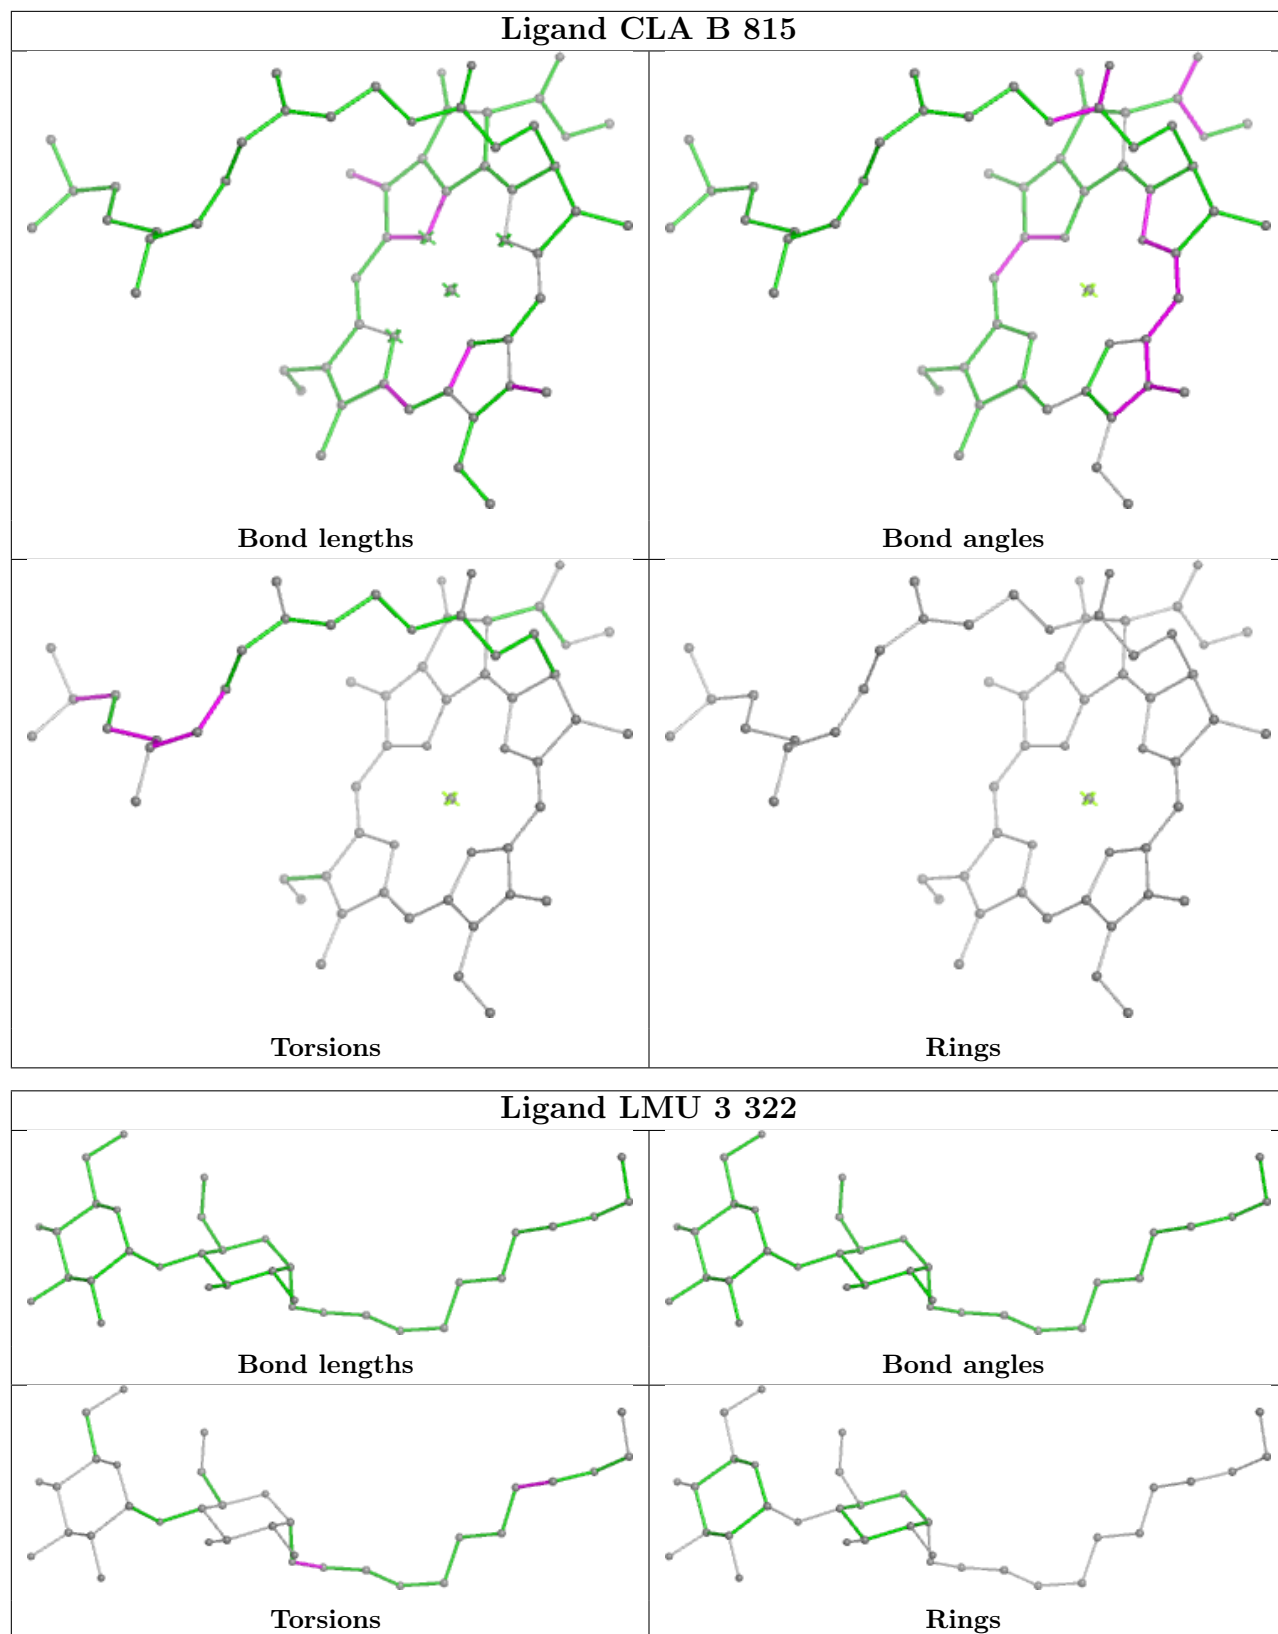 Ligand CLA B 815
Bond lengths
Bond angles
Torsions
Rings
Ligand LMU 3 322
Bond lengths
Bond angles
Torsions
Rings